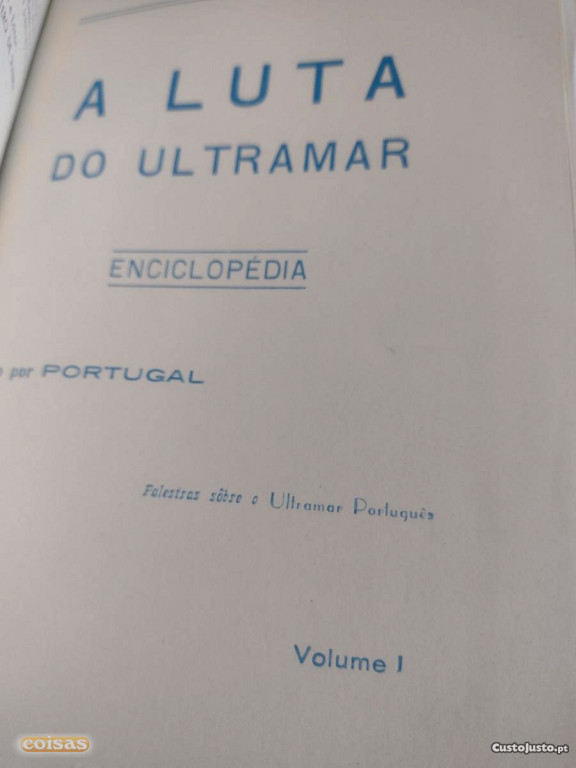 A LUTA
DO ULTRAMAR
ENCICLOPÉDIA
por PORTUGAL
Palestras sôbre o Ultramar Português
Volume I
coisas
CustoJusto.pt